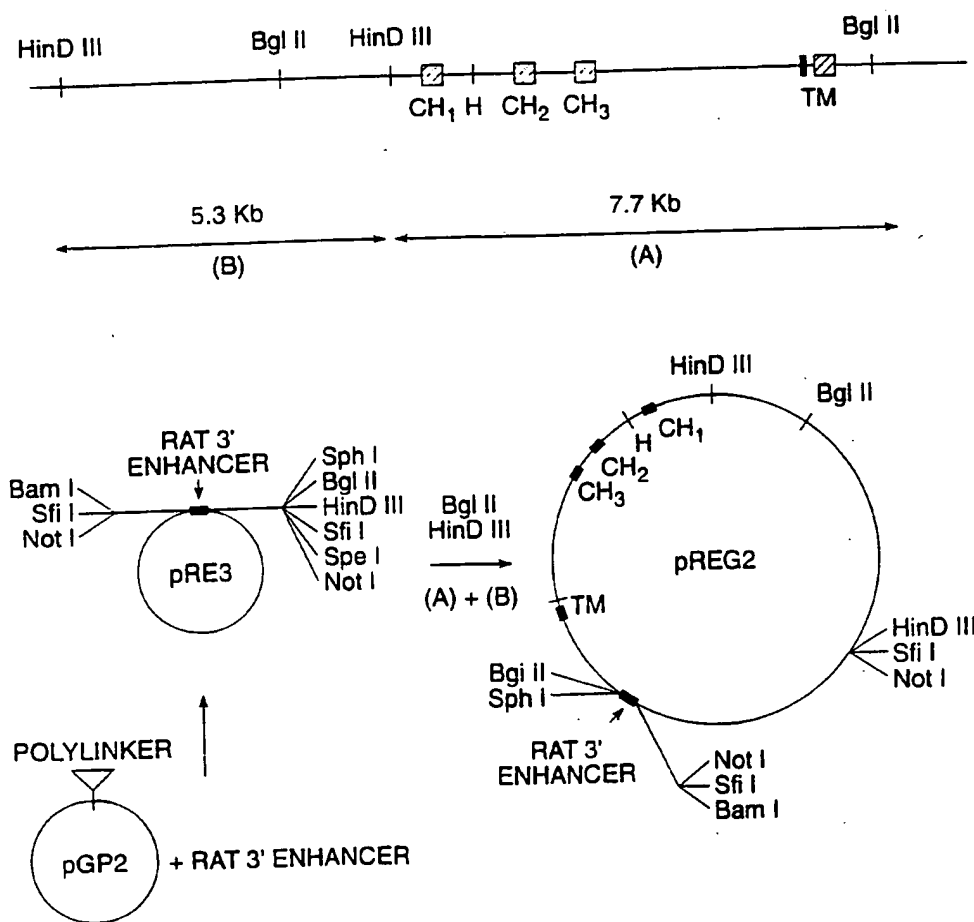 HinD III
Bgl II
HinD III
Bgl II
CH1
H
CH2
CH3
TM
5.3 Kb
(B)
7.7 Kb
(A)
RAT 3'
ENHANCER
Bam I
Sfi I
Not I
Sph I
Bgl II
HinD III
Sfi I
Spe I
Not I
pRE3
Bgl II
HinD III
(A) + (B)
HinD III
Bgl II
CH1
H
CH2
CH3
pREG2
TM
HinD III
Sfi I
Not I
Bgi II
Sph I
RAT 3'
ENHANCER
Not I
Sfi I
Bam I
POLYLINKER
pGP2
+ RAT 3' ENHANCER